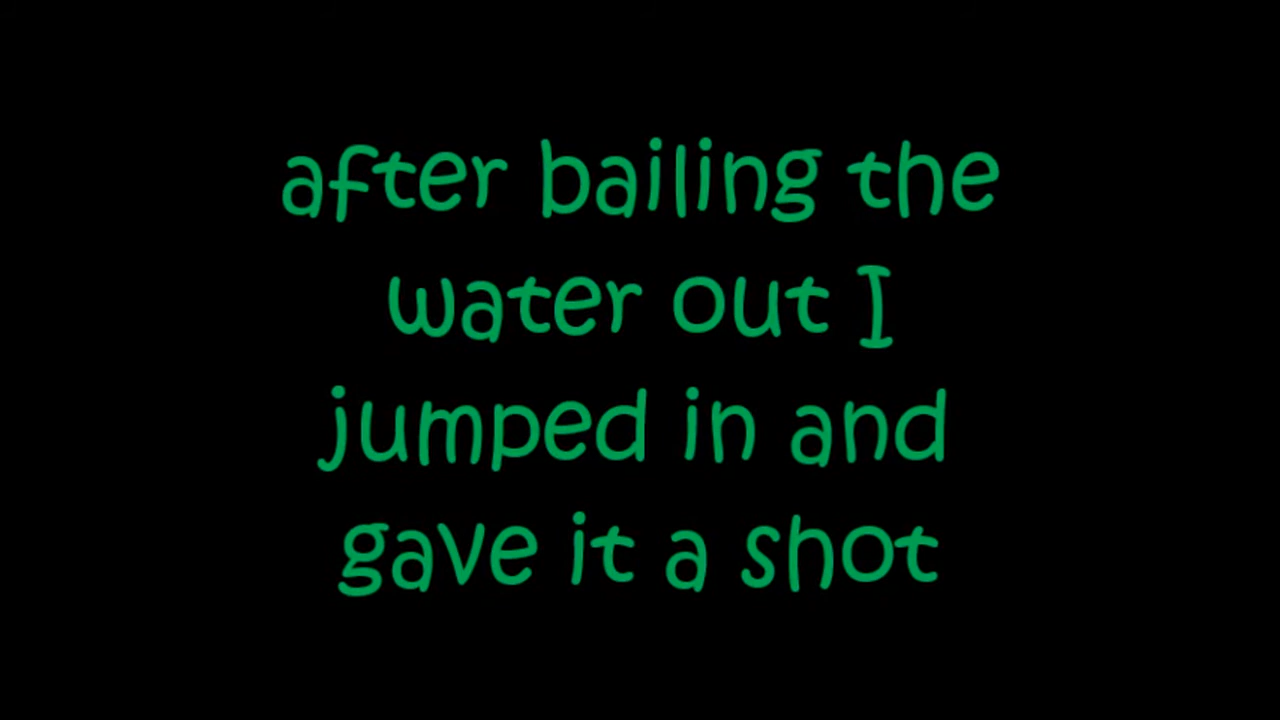 after bailing the
water out I
jumped in and
gave it a shot